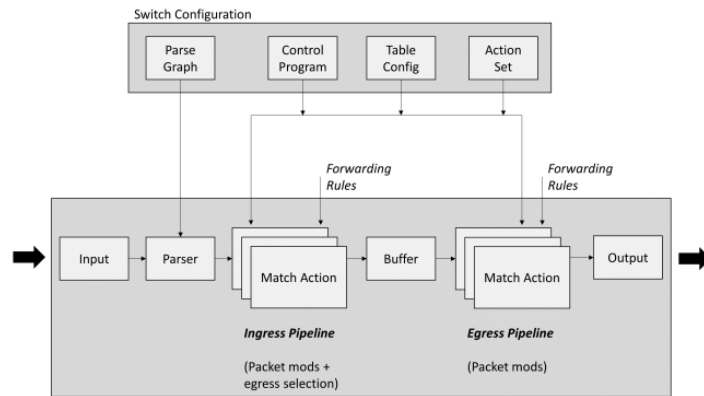 Switch Configuration
Parse
Graph
Control
Program
Table
Config
Action
Set
Forwarding
Rules
Forwarding
Rules
Input
Parser
Match Action
Buffer
Match Action
Output
Ingress Pipeline
(Packet mods +
egress selection)
Egress Pipeline
(Packet mods)